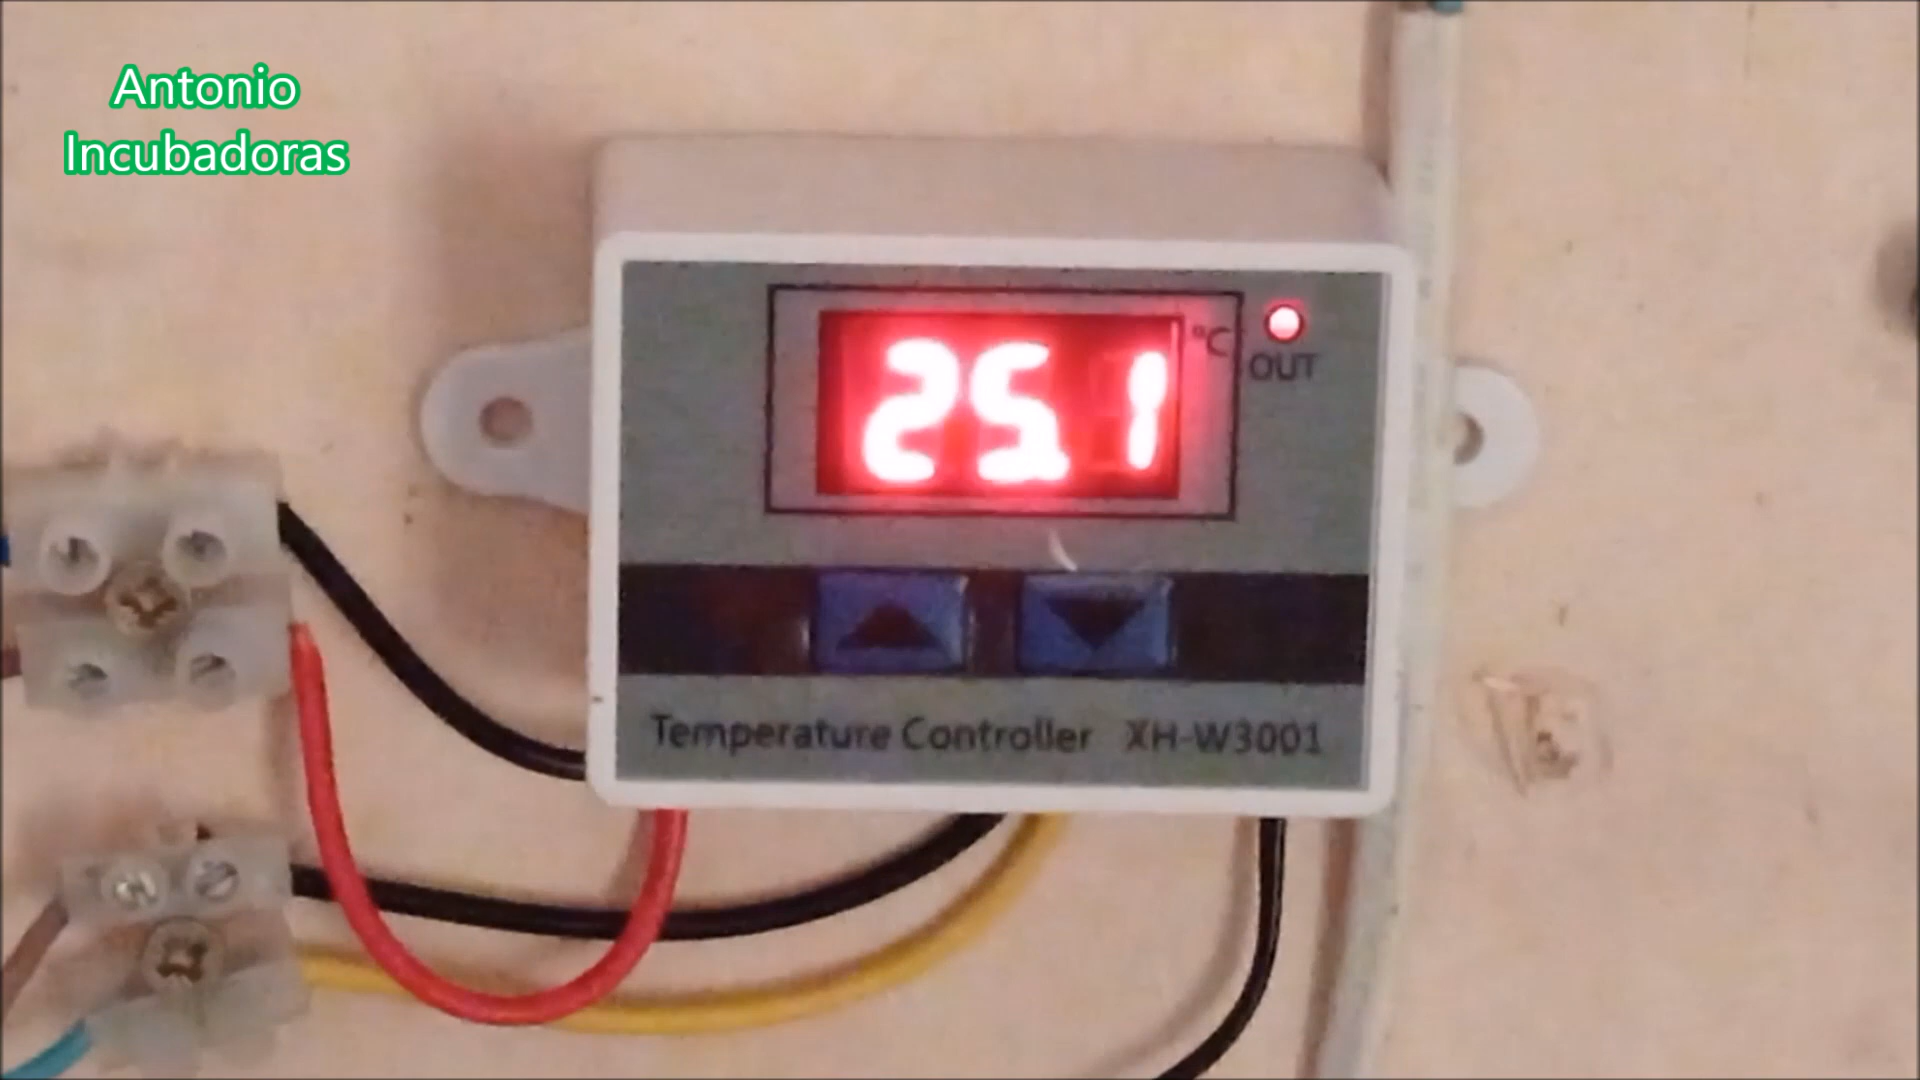 Antonio
Incubadoras
25.1
°C
OUT
Temperature Controller XH-W3001